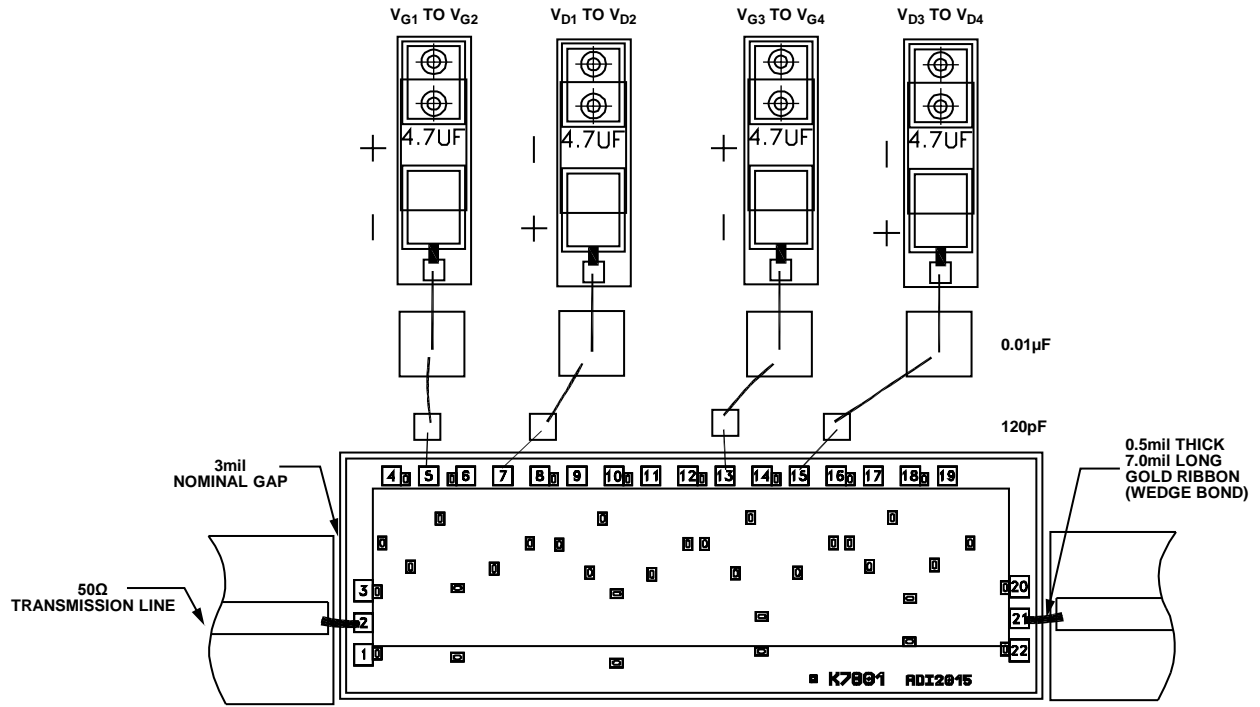 VG1 TO VG2
VD1 TO VD2
VG3 TO VG4
VD3 TO VD4
4.7UF
4.7UF
4.7UF
4.7UF
+
|
+
|
|
+
|
+
0.01µF
120pF
3mil
NOMINAL GAP
0.5mil THICK
7.0mil LONG
GOLD RIBBON
(WEDGE BOND)
4 5 6 7 8 9 10 11 12 13 14 15 16 17 18 19
50Ω
TRANSMISSION LINE
3
2
1
20
21
22
K7801 ADI2015